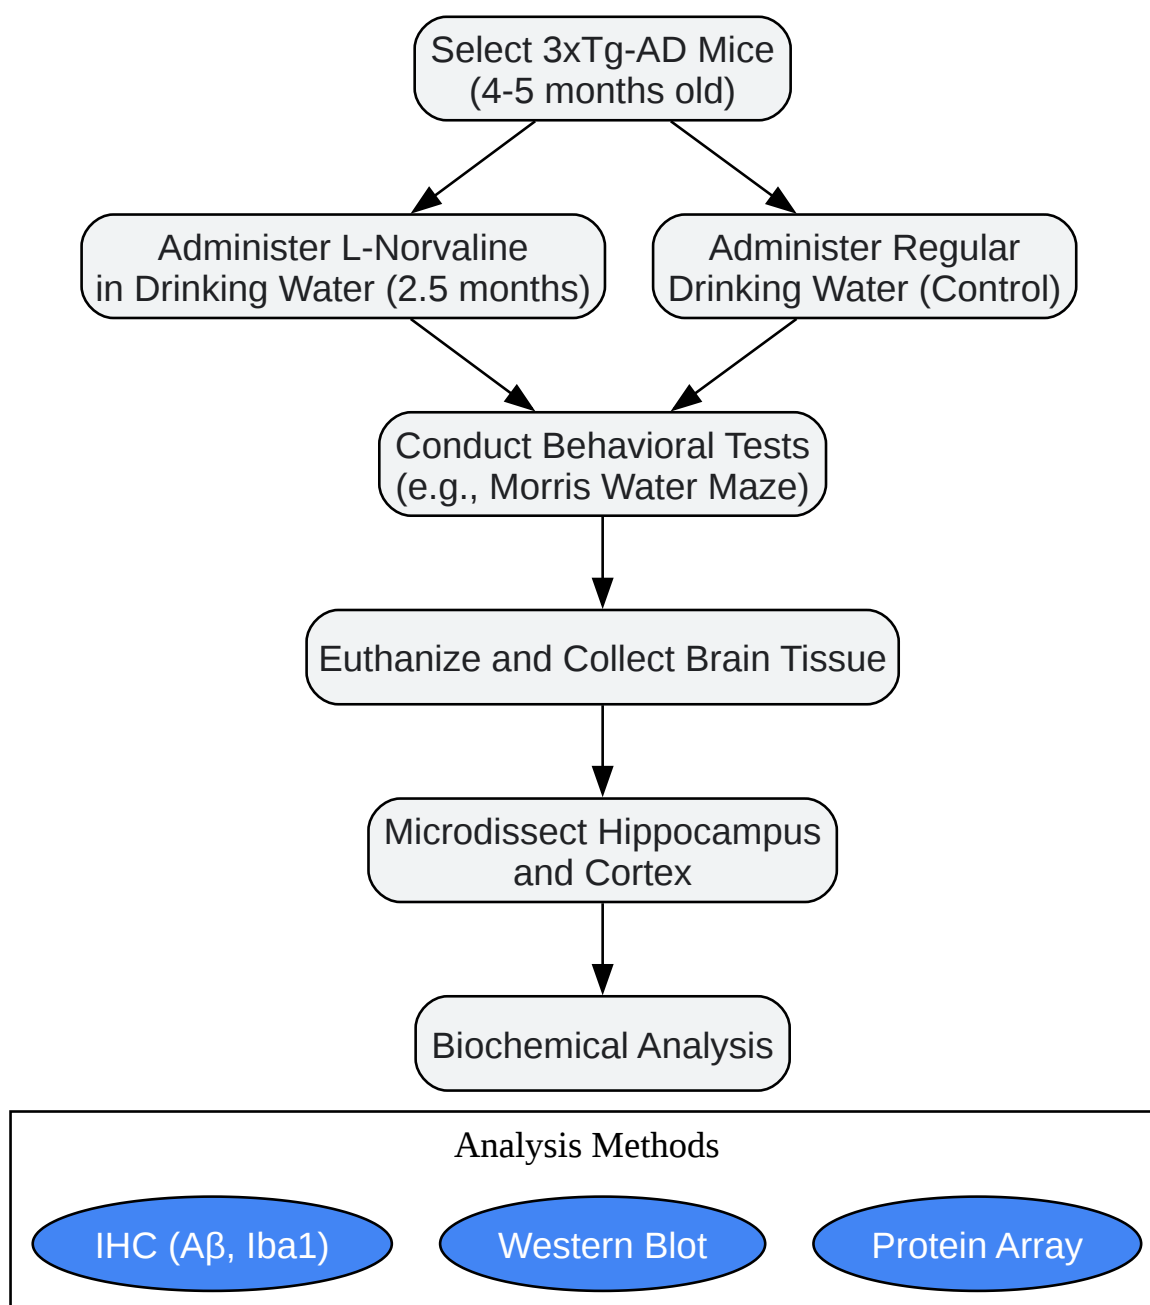 Select 3xTg-AD Mice
(4-5 months old)
Administer L-Norvaline
in Drinking Water (2.5 months)
Administer Regular
Drinking Water (Control)
Conduct Behavioral Tests
(e.g., Morris Water Maze)
Euthanize and Collect Brain Tissue
Microdissect Hippocampus
and Cortex
Biochemical Analysis
Analysis Methods
IHC (Aβ, Iba1)
Western Blot
Protein Array